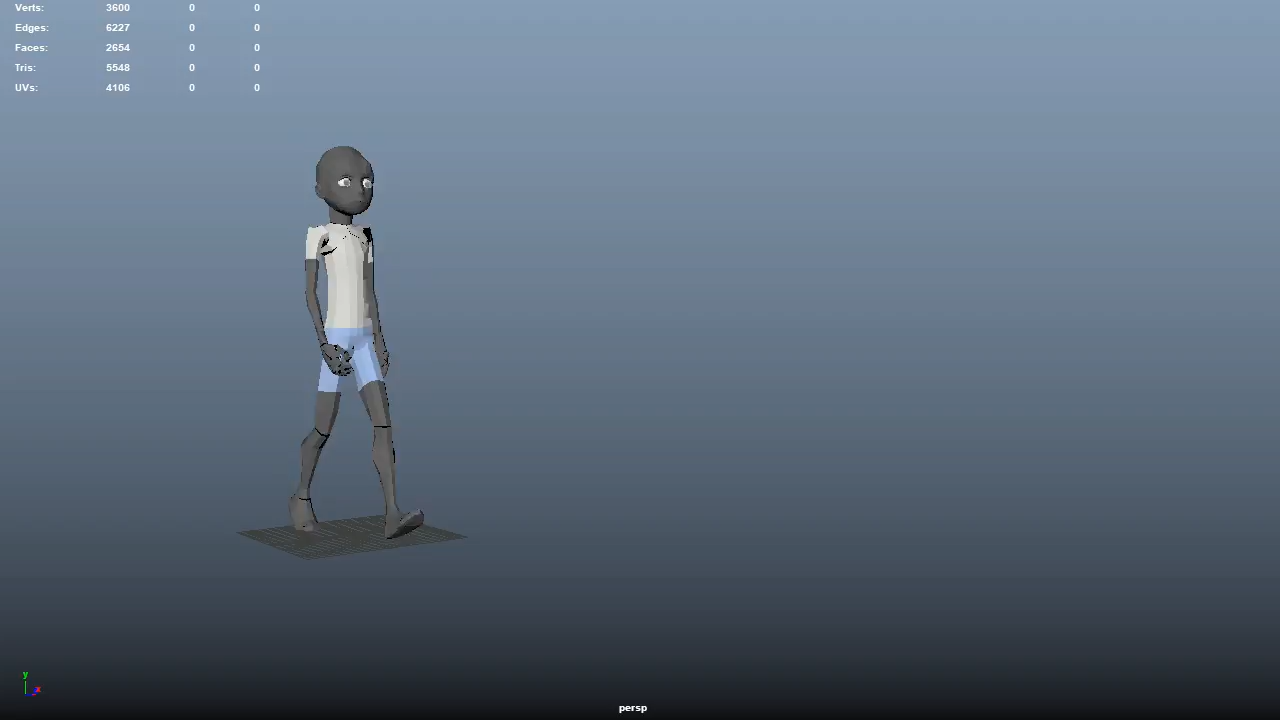 Verts: 3600 0 0
Edges: 6227 0 0
Faces: 2654 0 0
Tris: 5548 0 0
UVs: 4106 0 0
y
x
persp